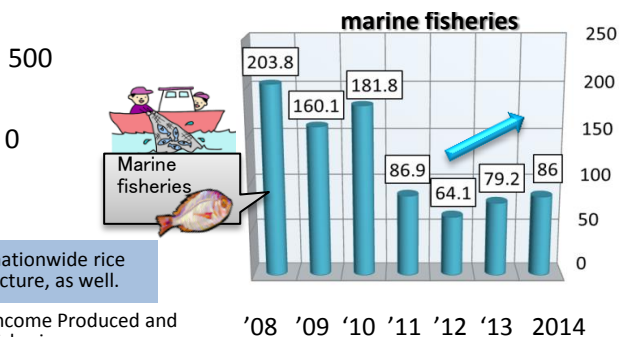 marine fisheries
500
0
250
200
150
100
50
0
203.8
160.1
181.8
86.9
64.1
79.2
86
Marine
fisheries
nationwide rice
cture, as well.
ncome Produced and
’08 ’09 ‘10 ’11 ’12 ‘13 2014